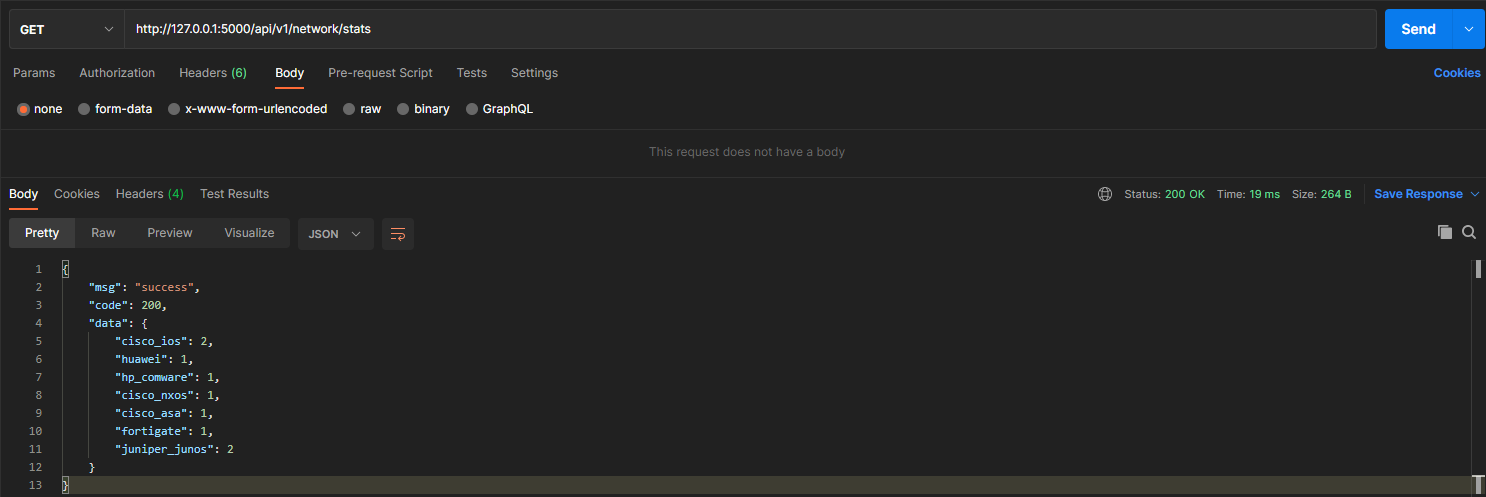 GET http://127.0.0.1:5000/api/v1/network/stats Send
Params Authorization Headers (6) Body Pre-request Script Tests Settings Cookies
none form-data x-www-form-urlencoded raw binary GraphQL
This request does not have a body
Body Cookies Headers (4) Test Results Status: 200 OK Time: 19 ms Size: 264 B Save Response
Pretty Raw Preview Visualize JSON
1 {
2 "msg": "success",
3 "code": 200,
4 "data": {
5 "cisco_ios": 2,
6 "huawei": 1,
7 "hp_comware": 1,
8 "cisco_nxos": 1,
9 "cisco_asa": 1,
10 "fortigate": 1,
11 "juniper_junos": 2
12 }
13 }